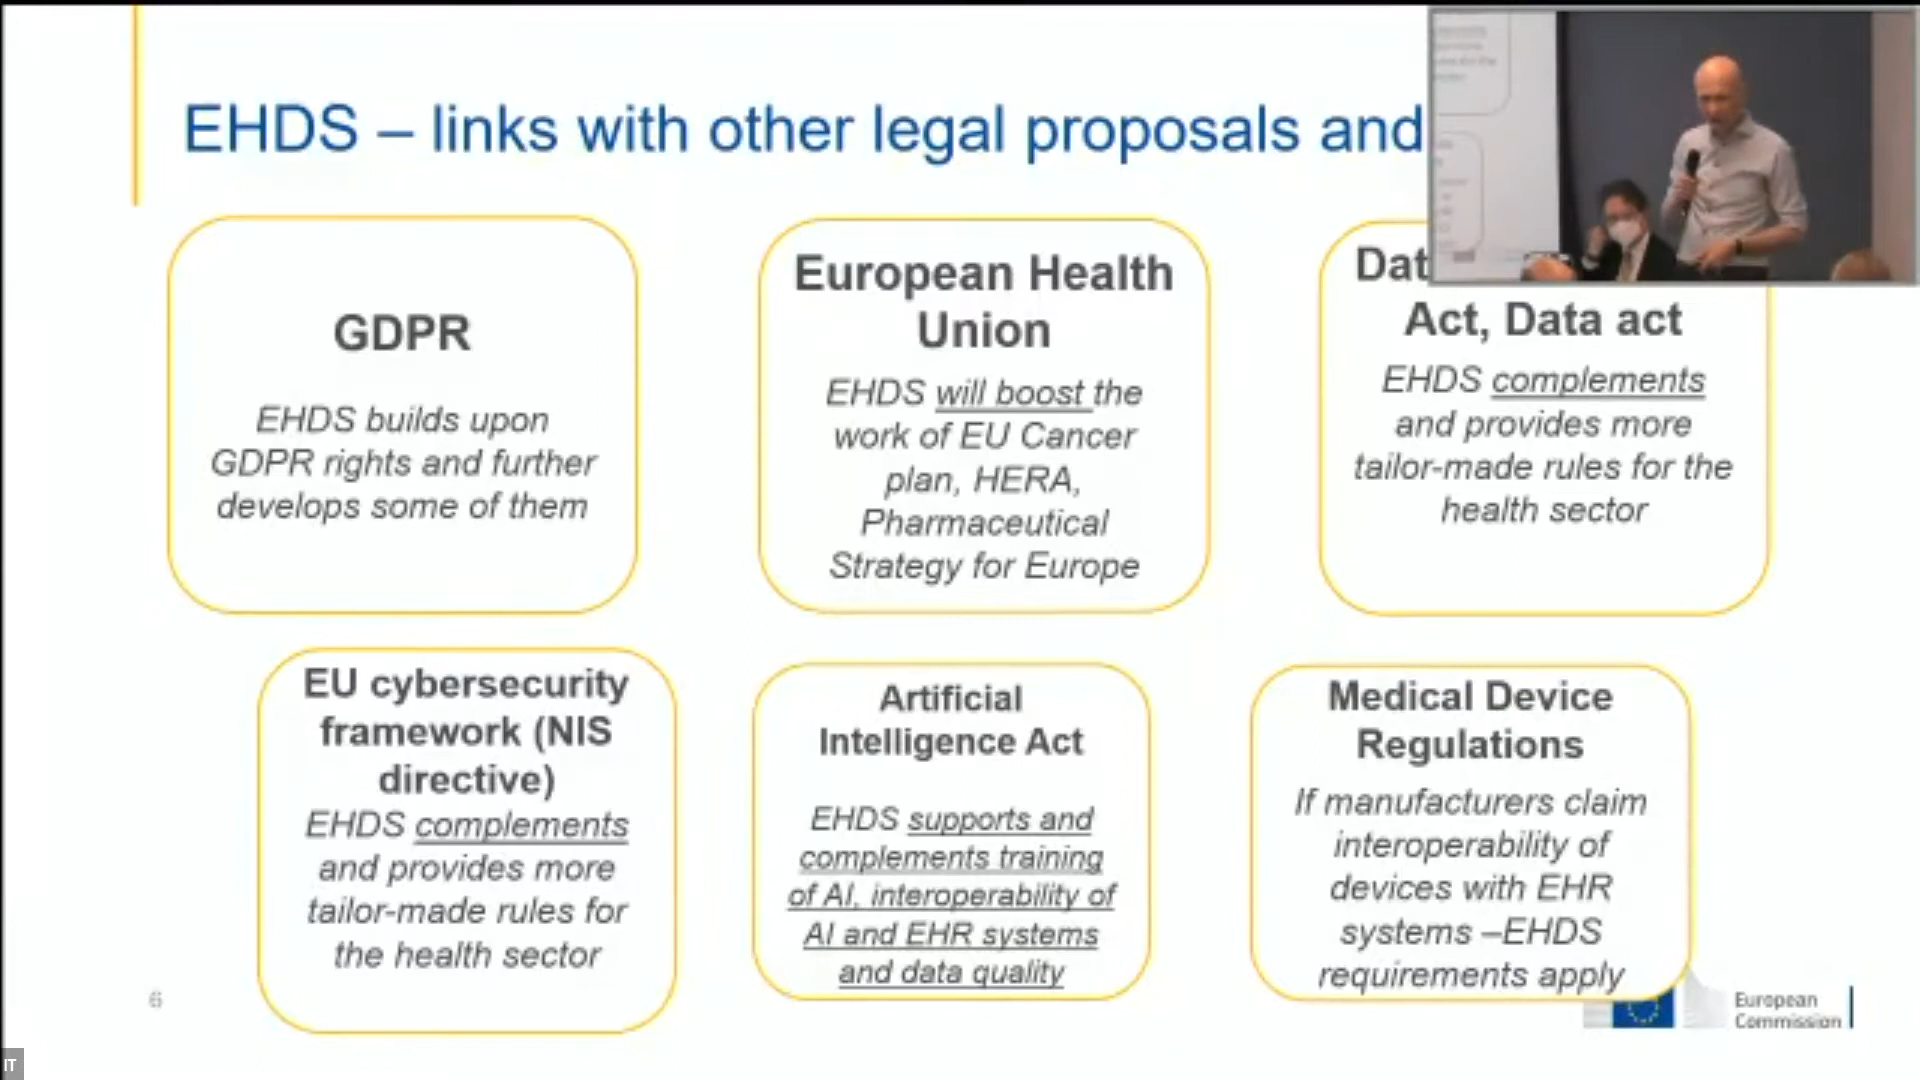 EHDS – links with other legal proposals and
GDPR
EHDS builds upon
GDPR rights and further
develops some of them
European Health
Union
EHDS will boost the
work of EU Cancer
plan, HERA,
Pharmaceutical
Strategy for Europe
Act, Data act
EHDS complements
and provides more
tailor-made rules for the
health sector
EU cybersecurity
framework (NIS
directive)
EHDS complements
and provides more
tailor-made rules for
the health sector
Artificial
Intelligence Act
EHDS supports and
complements training
of AI, interoperability of
AI and EHR systems
and data quality
Medical Device
Regulations
If manufacturers claim
interoperability of
devices with EHR
systems –EHDS
requirements apply
6
European
Commission
IT